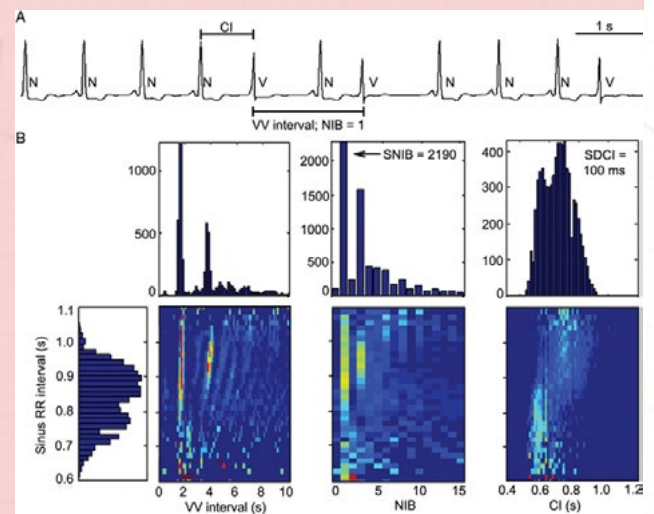 A
CI
1 s
N N N N V N V N N N V
VV interval; NIB = 1
B
1000
500
0
2000
1500
1000
500
0
SNIB = 2190
400
300
200
100
0
SDCI =
100 ms
Sinus RR interval (s)
1.1
1.0
0.9
0.8
0.7
0.6
0 2 4 6 8 10
VV interval (s)
0 5 10 15
NIB
0.4 0.6 0.8 1.0 1.2
CI (s)